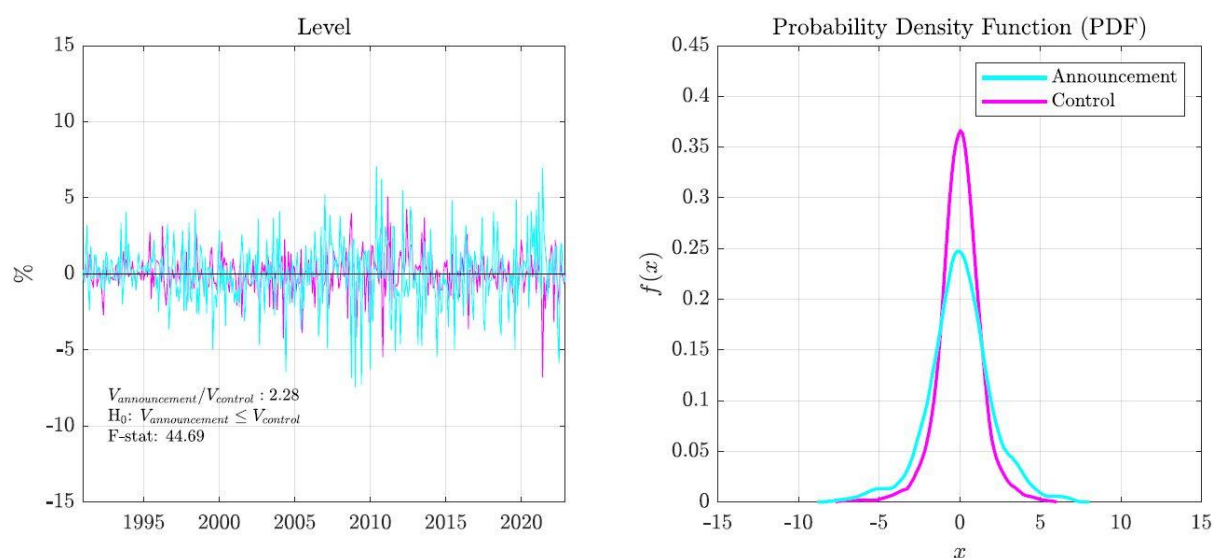 Level
15
10
5
0
-5
-10
-15
%
V_announcement/V_control : 2.28
H₀: V_announcement ≤ V_control
F-stat: 44.69
1995 2000 2005 2010 2015 2020
Probability Density Function (PDF)
0.45
0.4
0.35
0.3
0.25
0.2
0.15
0.1
0.05
0
f(x)
Announcement
Control
-15 -10 -5 0 5 10 15
x